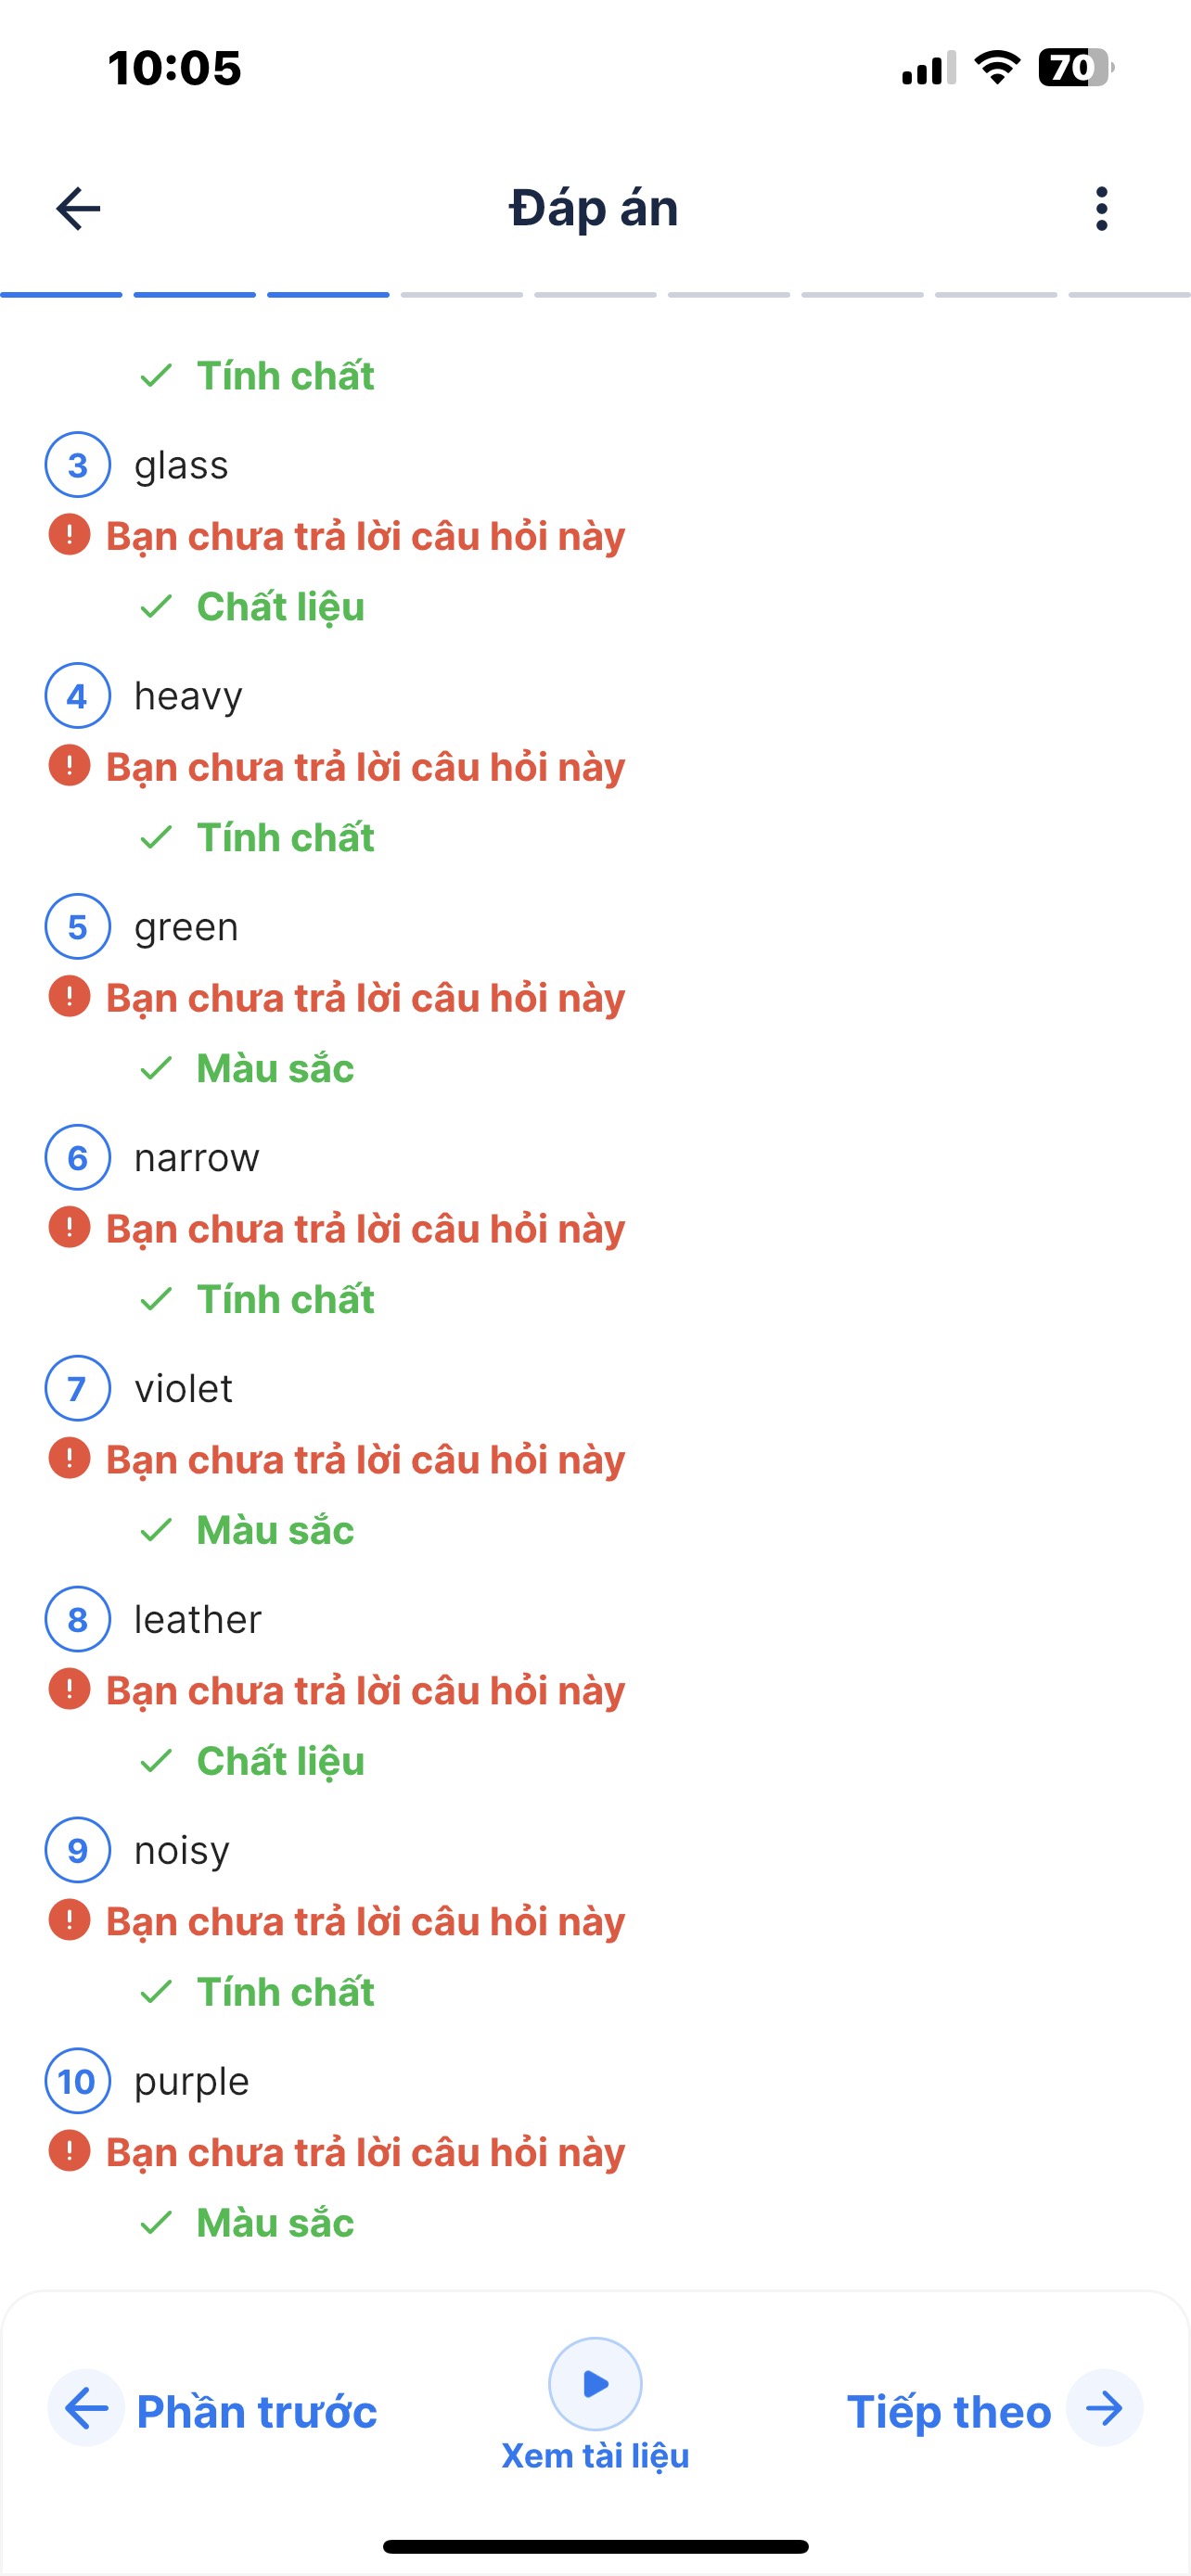 10:05
70
Đáp án
Tính chất
3 glass
! Bạn chưa trả lời câu hỏi này
Chất liệu
4 heavy
! Bạn chưa trả lời câu hỏi này
Tính chất
5 green
! Bạn chưa trả lời câu hỏi này
Màu sắc
6 narrow
! Bạn chưa trả lời câu hỏi này
Tính chất
7 violet
! Bạn chưa trả lời câu hỏi này
Màu sắc
8 leather
! Bạn chưa trả lời câu hỏi này
Chất liệu
9 noisy
! Bạn chưa trả lời câu hỏi này
Tính chất
10 purple
! Bạn chưa trả lời câu hỏi này
Màu sắc
Phần trước
Xem tài liệu
Tiếp theo